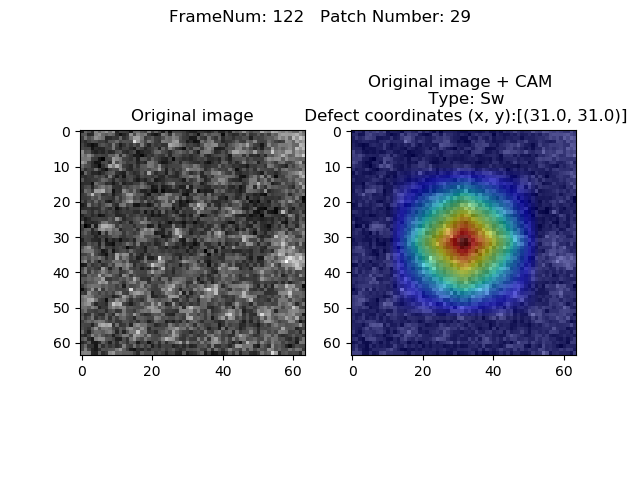 FrameNum: 122   Patch Number: 29
Original image
Original image + CAM
Type: Sw
Defect coordinates (x, y):[(31.0, 31.0)]
0
10
20
30
40
50
60
0 20 40 60
0
10
20
30
40
50
60
0 20 40 60